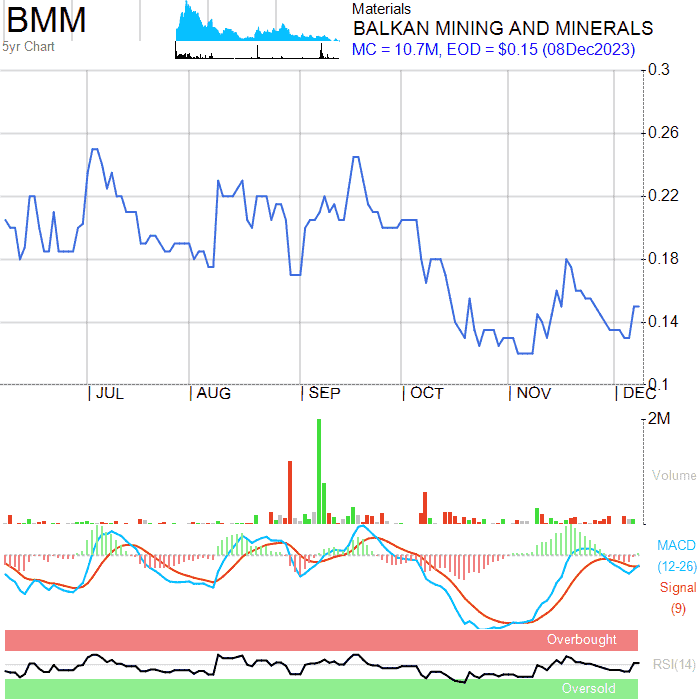 BMM
5yr Chart
Materials
BALKAN MINING AND MINERALS
MC = 10.7M, EOD = $0.15 (08Dec2023)
0.3
0.26
0.22
0.18
0.14
0.1
JUL AUG SEP OCT NOV DEC
2M
Volume
MACD
(12-26)
Signal
(9)
Overbought
RSI(14)
Oversold